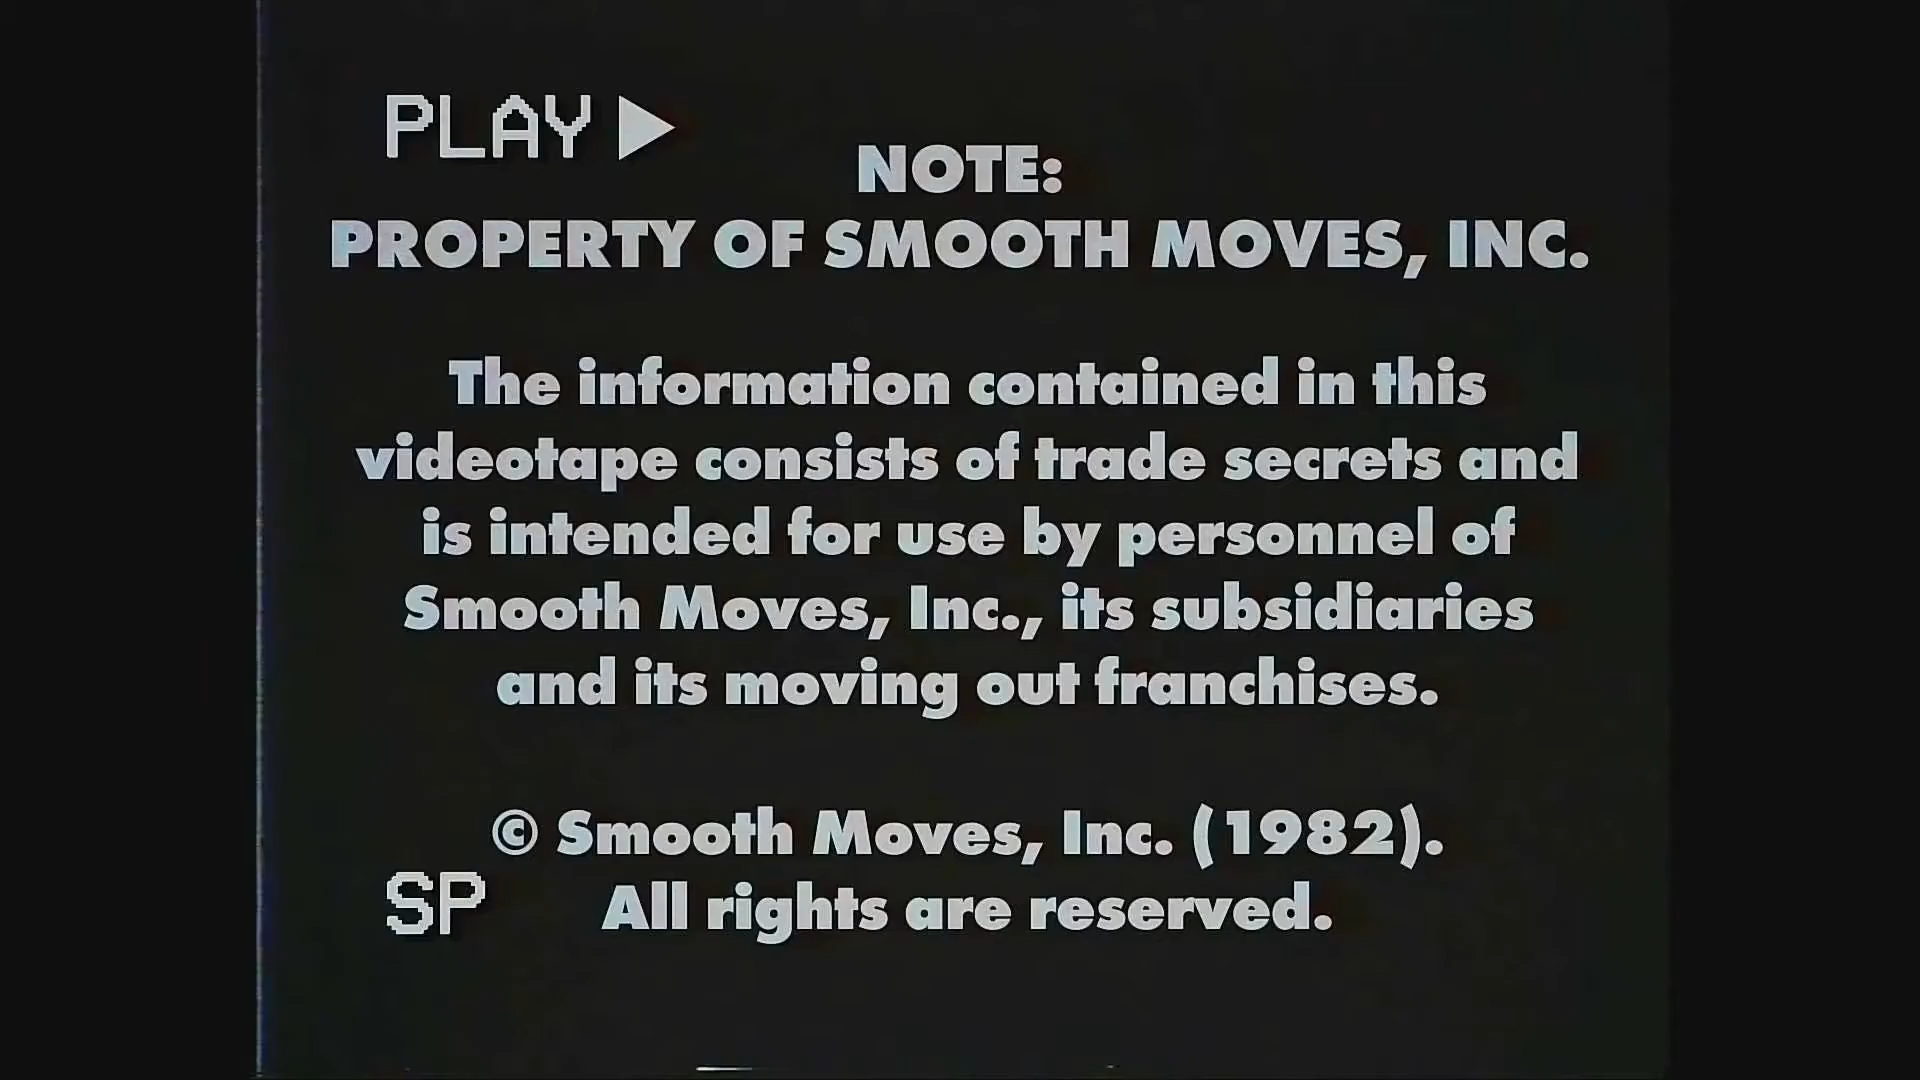 PLAY ▶
NOTE:
PROPERTY OF SMOOTH MOVES, INC.
The information contained in this
videotape consists of trade secrets and
is intended for use by personnel of
Smooth Moves, Inc., its subsidiaries
and its moving out franchises.
© Smooth Moves, Inc. (1982).
SP
All rights are reserved.